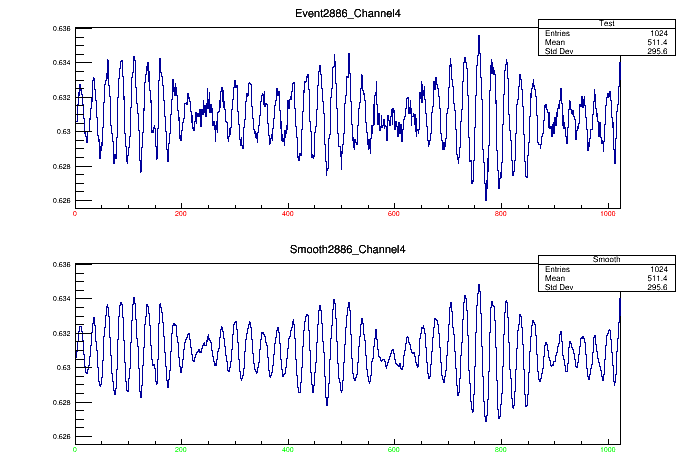 Event2886_Channel4
Test
Entries 1024
Mean 511.4
Std Dev 295.6
0.636
0.634
0.632
0.63
0.628
0.626
0 200 400 600 800 1000
Smooth2886_Channel4
Smooth
Entries 1024
Mean 511.4
Std Dev 295.6
0.636
0.634
0.632
0.63
0.628
0.626
0 200 400 600 800 1000